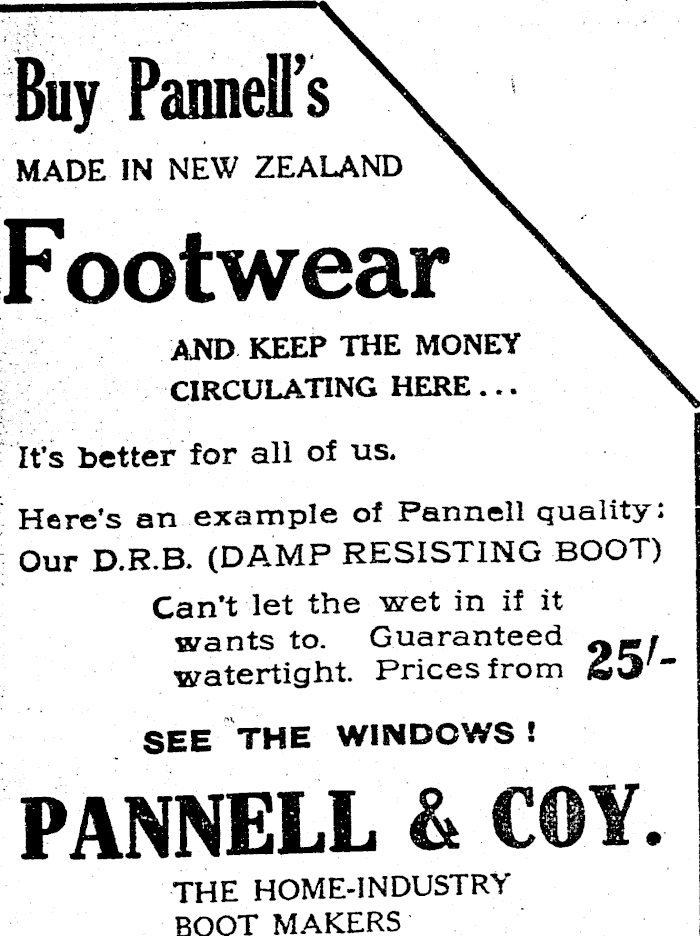 Buy Pannell's
MADE IN NEW ZEALAND
Footwear
AND KEEP THE MONEY
CIRCULATING HERE...
It's better for all of us.
Here's an example of Pannell quality:
Our D.R.B. (DAMP RESISTING BOOT)
Can't let the wet in if it
wants to. Guaranteed
watertight. Prices from 25/-
SEE THE WINDOWS!
PANNELL & COY.
THE HOME-INDUSTRY
BOOT MAKERS